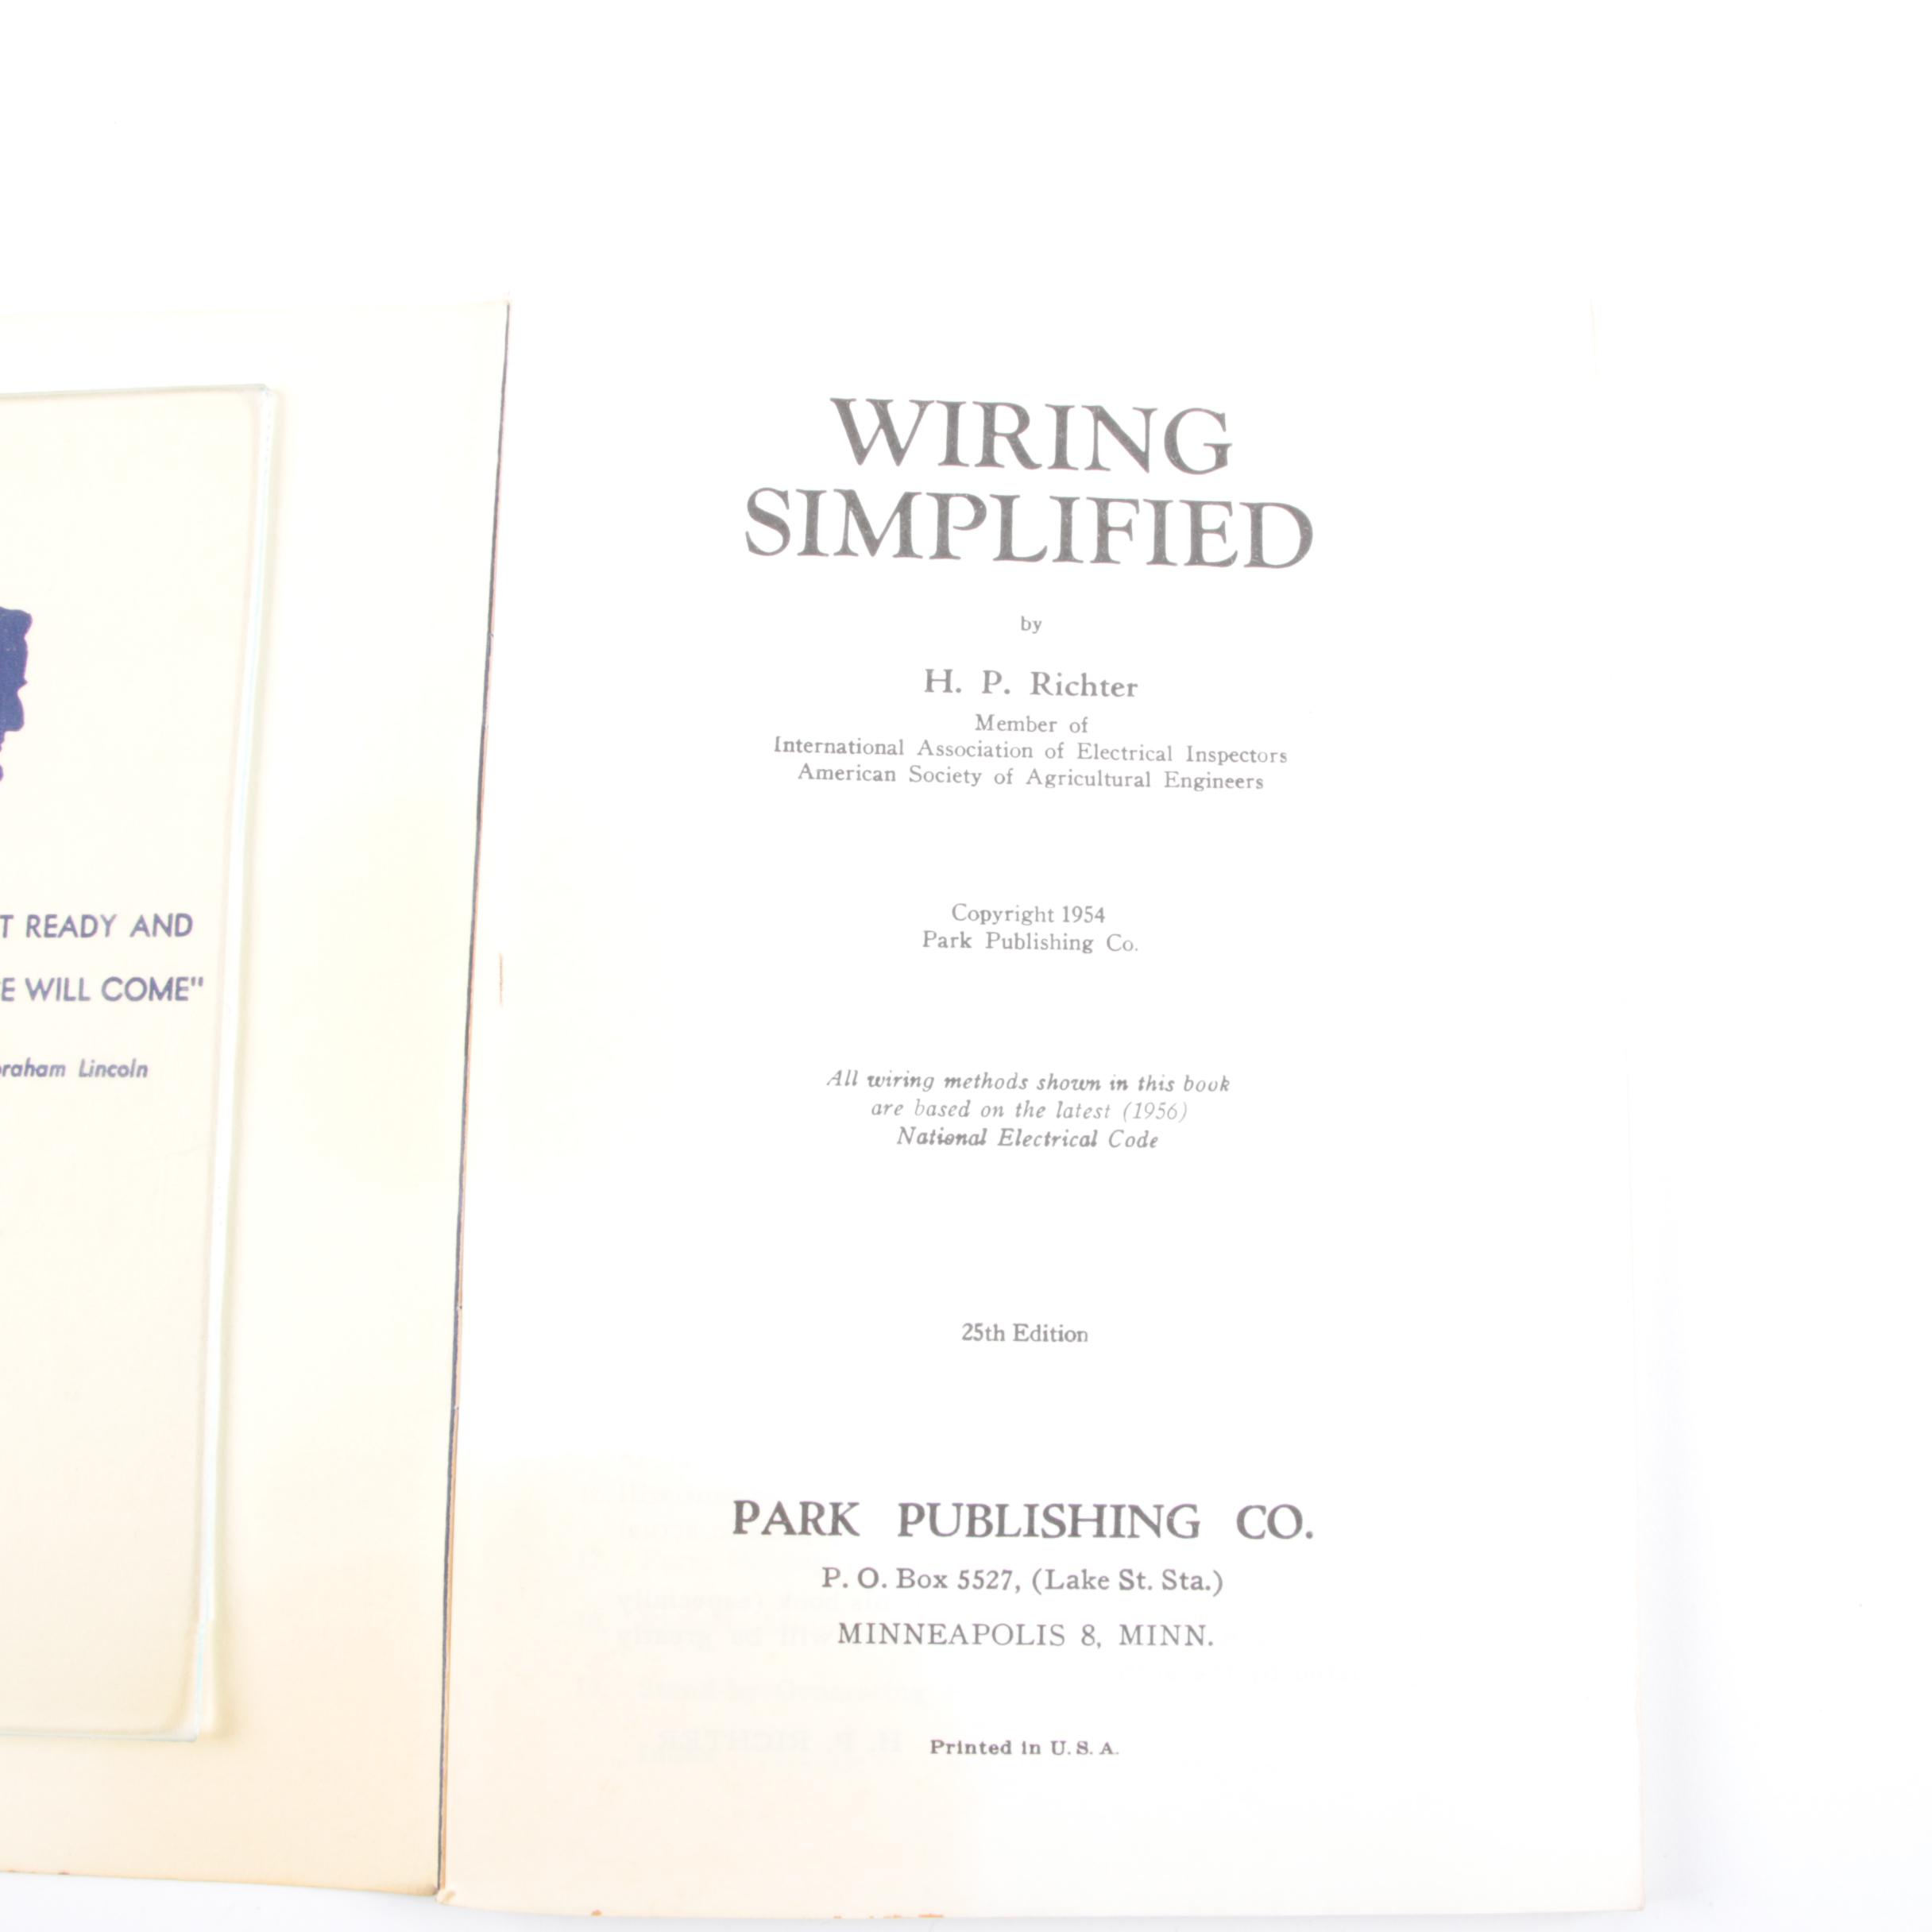 T READY AND
E WILL COME"
raham Lincoln
WIRING
SIMPLIFIED
by
H. P. Richter
Member of
International Association of Electrical Inspectors
American Society of Agricultural Engineers
Copyright 1954
Park Publishing Co.
All wiring methods shown in this book
are based on the latest (1956)
National Electrical Code
25th Edition
PARK PUBLISHING CO.
P. O. Box 5527, (Lake St. Sta.)
MINNEAPOLIS 8, MINN.
Printed in U. S. A.